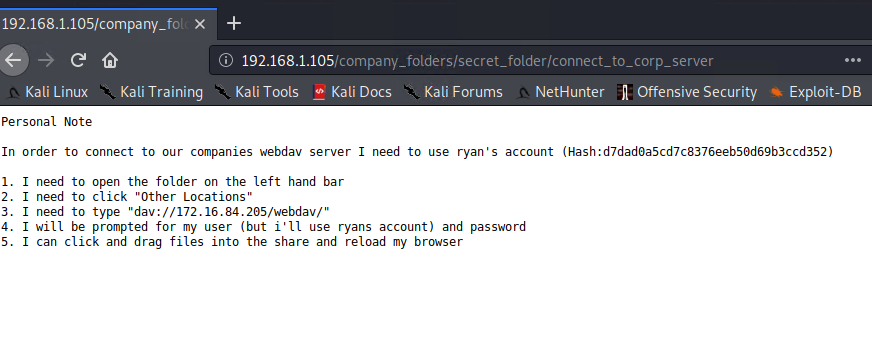 192.168.1.105/company_fol
192.168.1.105/company_folders/secret_folder/connect_to_corp_server
Kali Linux Kali Training Kali Tools Kali Docs Kali Forums NetHunter Offensive Security Exploit-DB
Personal Note
In order to connect to our companies webdav server I need to use ryan's account (Hash:d7dad0a5cd7c8376eeb50d69b3ccd352)
1. I need to open the folder on the left hand bar
2. I need to click "Other Locations"
3. I need to type "dav://172.16.84.205/webdav/"
4. I will be prompted for my user (but i'll use ryans account) and password
5. I can click and drag files into the share and reload my browser